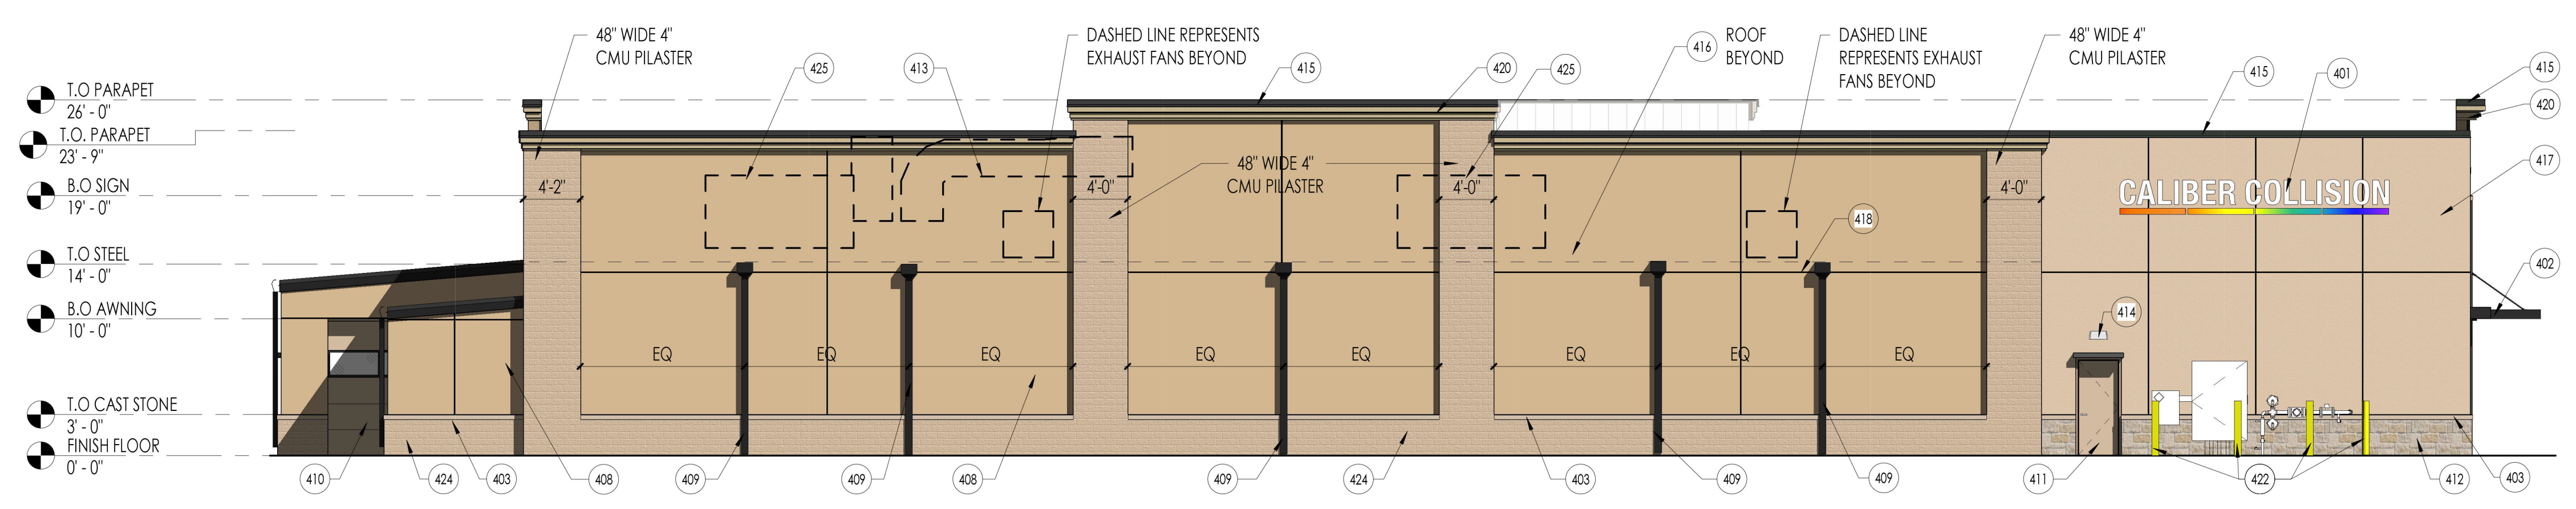 48" WIDE 4"
CMU PILASTER
DASHED LINE REPRESENTS
EXHAUST FANS BEYOND
ROOF
BEYOND
DASHED LINE
REPRESENTS EXHAUST
FANS BEYOND
48" WIDE 4"
CMU PILASTER
425
413
415
420
425
416
415
401
415
420
T.O PARAPET
26' - 0"
T.O. PARAPET
23' - 9"
B.O SIGN
19' - 0"
T.O STEEL
14' - 0"
B.O AWNING
10' - 0"
T.O CAST STONE
3' - 0"
FINISH FLOOR
0' - 0"
4'-2"
4'-0"
48" WIDE 4"
CMU PILASTER
4'-0"
4'-0"
CALIBER COLLISION
417
418
402
414
EQ
EQ
EQ
EQ
EQ
EQ
EQ
EQ
410
424
403
408
409
409
408
409
424
403
409
409
411
422
412
403